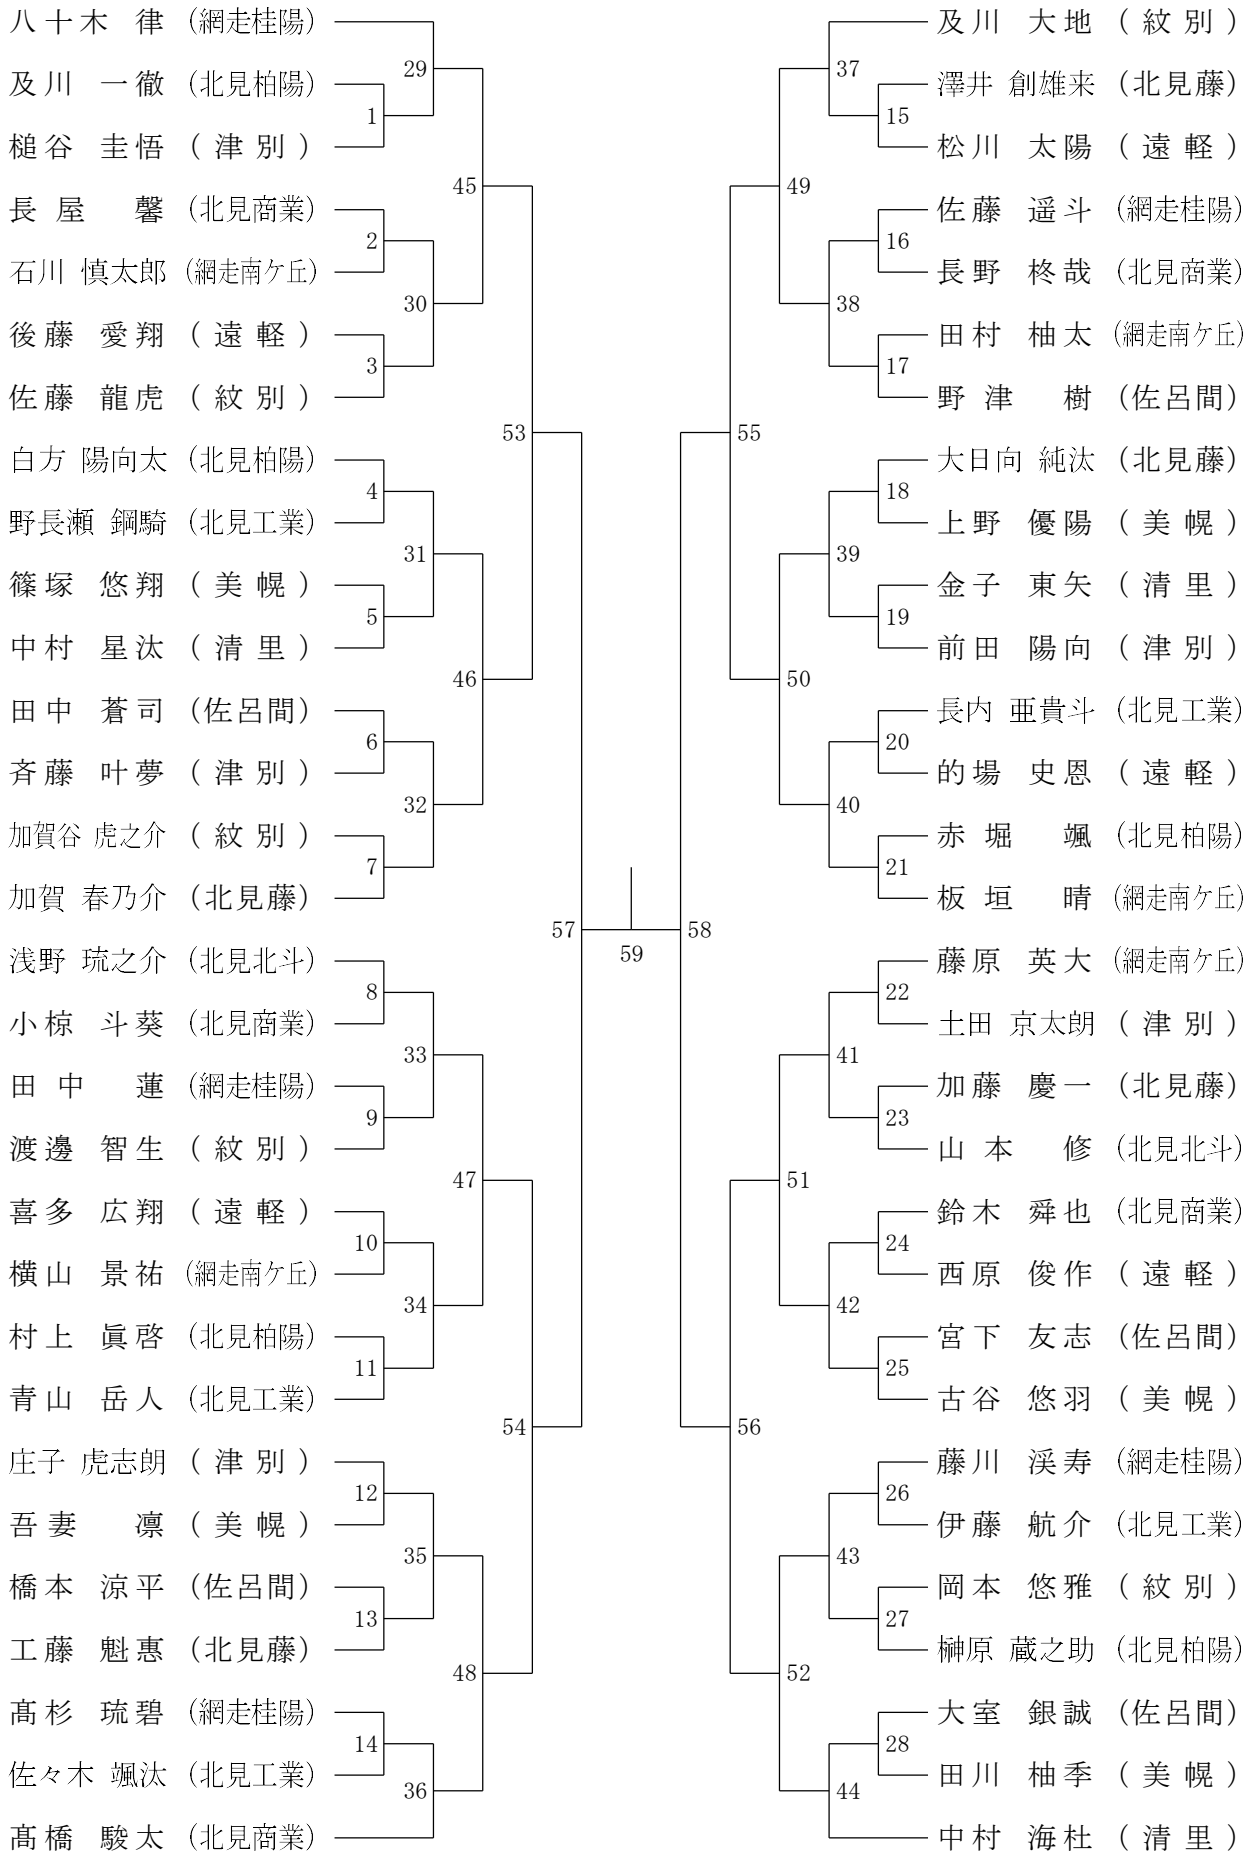 八十木 律 (網走桂陽)
29
及川 一徹 (北見柏陽)
1
槌谷 圭悟 (津別)
45
長屋 馨 (北見商業)
2
石川 慎太郎 (網走南ケ丘)
30
後藤 愛翔 (遠軽)
3
佐藤 龍虎 (紋別)
53
白方 陽向太 (北見柏陽)
4
野長瀬 鋼騎 (北見工業)
31
篠塚 悠翔 (美幌)
5
中村 星汰 (清里)
46
田中 蒼司 (佐呂間)
6
斉藤 叶夢 (津別)
32
加賀谷 虎之介 (紋別)
7
加賀 春乃介 (北見藤)
57
浅野 琉之介 (北見北斗)
8
小椋 斗葵 (北見商業)
33
田中 蓮 (網走桂陽)
9
渡邊 智生 (紋別)
47
喜多 広翔 (遠軽)
10
横山 景祐 (網走南ケ丘)
34
村上 眞啓 (北見柏陽)
11
青山 岳人 (北見工業)
54
庄子 虎志朗 (津別)
12
吾妻 凛 (美幌)
35
橋本 涼平 (佐呂間)
13
工藤 魁惠 (北見藤)
48
髙杉 琉碧 (網走桂陽)
14
佐々木 颯汰 (北見工業)
36
髙橋 駿太 (北見商業)
59
及川 大地 (紋別)
37
澤井 創雄来 (北見藤)
15
松川 太陽 (遠軽)
49
佐藤 遥斗 (網走桂陽)
16
長野 柊哉 (北見商業)
38
田村 柚太 (網走南ケ丘)
17
野津 樹 (佐呂間)
55
大日向 純汰 (北見藤)
18
上野 優陽 (美幌)
39
金子 東矢 (清里)
19
前田 陽向 (津別)
50
長内 亜貴斗 (北見工業)
20
的場 史恩 (遠軽)
40
赤堀 颯 (北見柏陽)
21
板垣 晴 (網走南ケ丘)
58
藤原 英大 (網走南ケ丘)
22
土田 京太朗 (津別)
41
加藤 慶一 (北見藤)
23
山本 修 (北見北斗)
51
鈴木 舜也 (北見商業)
24
西原 俊作 (遠軽)
42
宮下 友志 (佐呂間)
25
古谷 悠羽 (美幌)
56
藤川 渓寿 (網走桂陽)
26
伊藤 航介 (北見工業)
43
岡本 悠雅 (紋別)
27
榊原 蔵之助 (北見柏陽)
52
大室 銀誠 (佐呂間)
28
田川 柚季 (美幌)
44
中村 海杜 (清里)